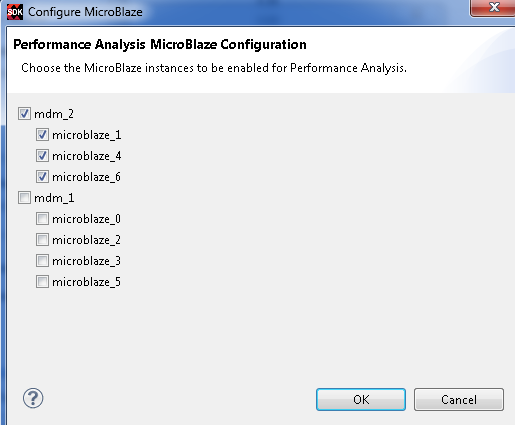 SDK Configure MicroBlaze
Performance Analysis MicroBlaze Configuration
Choose the MicroBlaze instances to be enabled for Performance Analysis.
mdm_2
microblaze_1
microblaze_4
microblaze_6
mdm_1
microblaze_0
microblaze_2
microblaze_3
microblaze_5
?
OK
Cancel